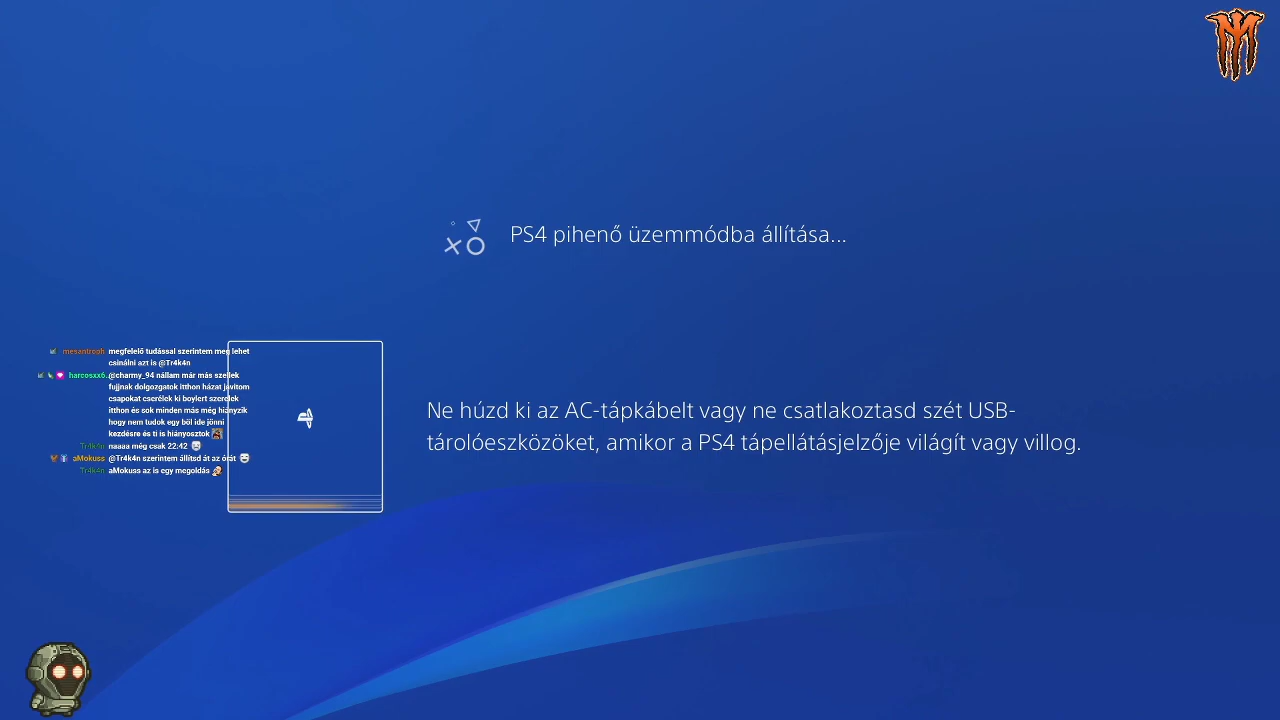 PS4 pihenő üzemmódba állítása...
mesantroph megfelelő tudással szerintem meg lehet
csinálni azt is @Tr4k4n
harcosxx6. @charmy_94 nállam már más szellek
fujjnak dolgozgatok itthon házat jávitom
csapokat cserélek ki boylert szerelek
itthon és sok minden más még hiányzik
hogy nem tudok egy böl ide jönni
kezdésre és ti is hiányosztok
Tr4k4n naaaa még csak 22:42
aMokuss @Tr4k4n szerintem állítsd át az órát
Tr4k4n aMokuss az is egy megoldás
Ne húzd ki az AC-tápkábelt vagy ne csatlakoztasd szét USB-
tárolóeszközöket, amikor a PS4 tápellátásjelzője világít vagy villog.